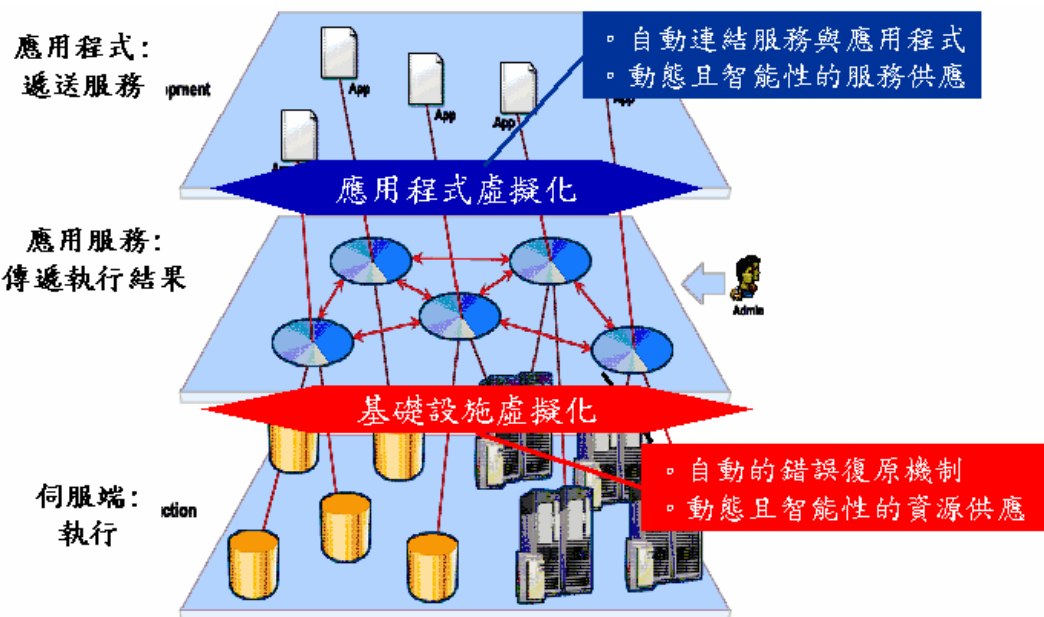 應用程式:
遞送服務
pment
App
App
App
App
。自動連結服務與應用程式
。動態且智能性的服務供應
應用程式虛擬化
應用服務:
傳遞執行結果
Admin
基礎設施虛擬化
。自動的錯誤復原機制
。動態且智能性的資源供應
伺服端:
執行
ction